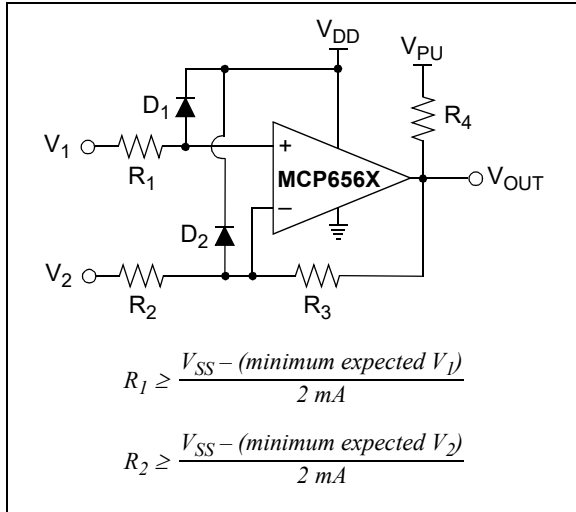 V_DD
V_PU
D_1
R_4
V_1
+
R_1
MCP656X
V_OUT
−
D_2
V_2
R_2
R_3
R_1 ≥ V_SS – (minimum expected V_1) / 2 mA
R_2 ≥ V_SS – (minimum expected V_2) / 2 mA